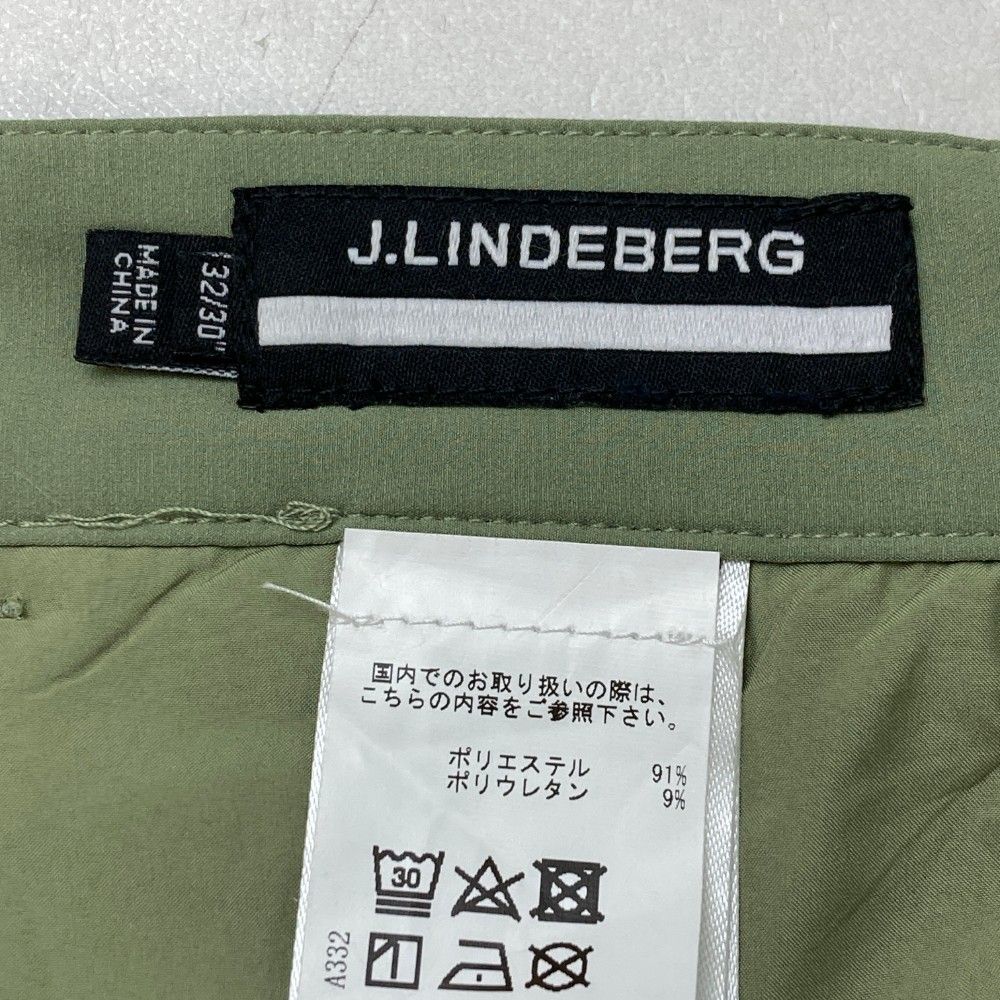 J.LINDEBERG
32/30"
MADE IN
CHINA
国内でのお取り扱いの際は、
こちらの内容をご参照下さい。
ポリエステル 91%
ポリウレタン 9%
30
A332